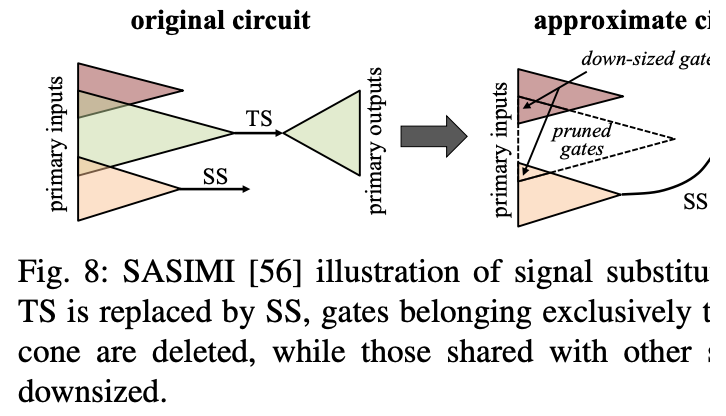 original circuit
approximate ci
primary inputs
TS
SS
primary outputs
down-sized gate
primary inputs
pruned
gates
SS
Fig. 8: SASIMI [56] illustration of signal substitu
TS is replaced by SS, gates belonging exclusively t
cone are deleted, while those shared with other s
downsized.